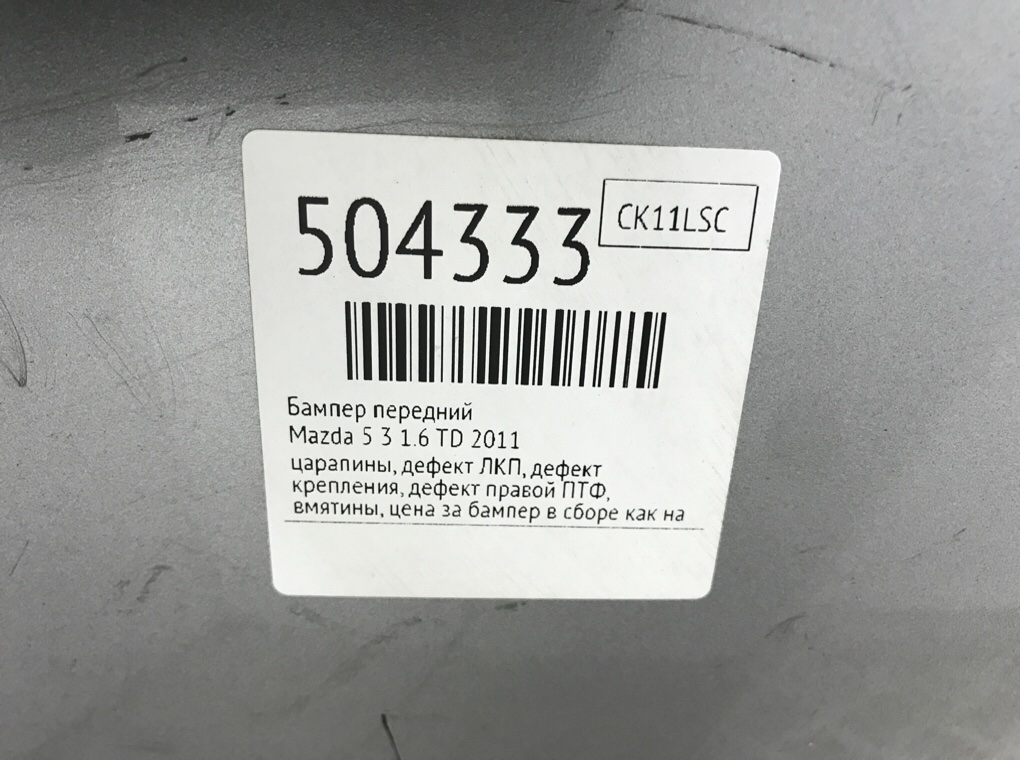 504333
CK11LSC
Бампер передний
Mazda 5 3 1.6 TD 2011
царапины, дефект ЛКП, дефект
крепления, дефект правой ПТФ,
вмятины, цена за бампер в сборе как на